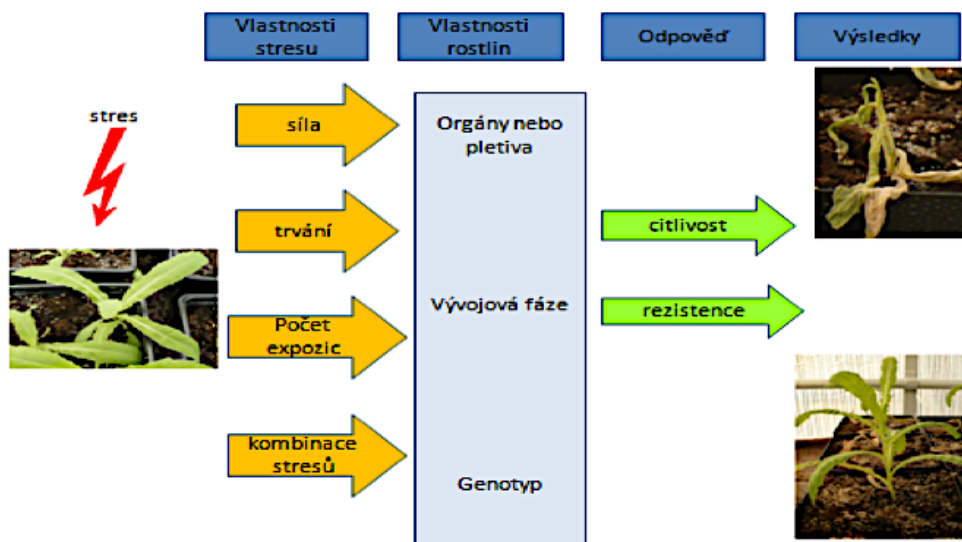 Vlastnosti
stresu
Vlastnosti
rostlin
Odpověď
Výsledky
stres
síla
trvání
Počet
expozic
kombinace
stresů
Orgány nebo
pletiva
Vývojová fáze
Genotyp
citlivost
rezistence